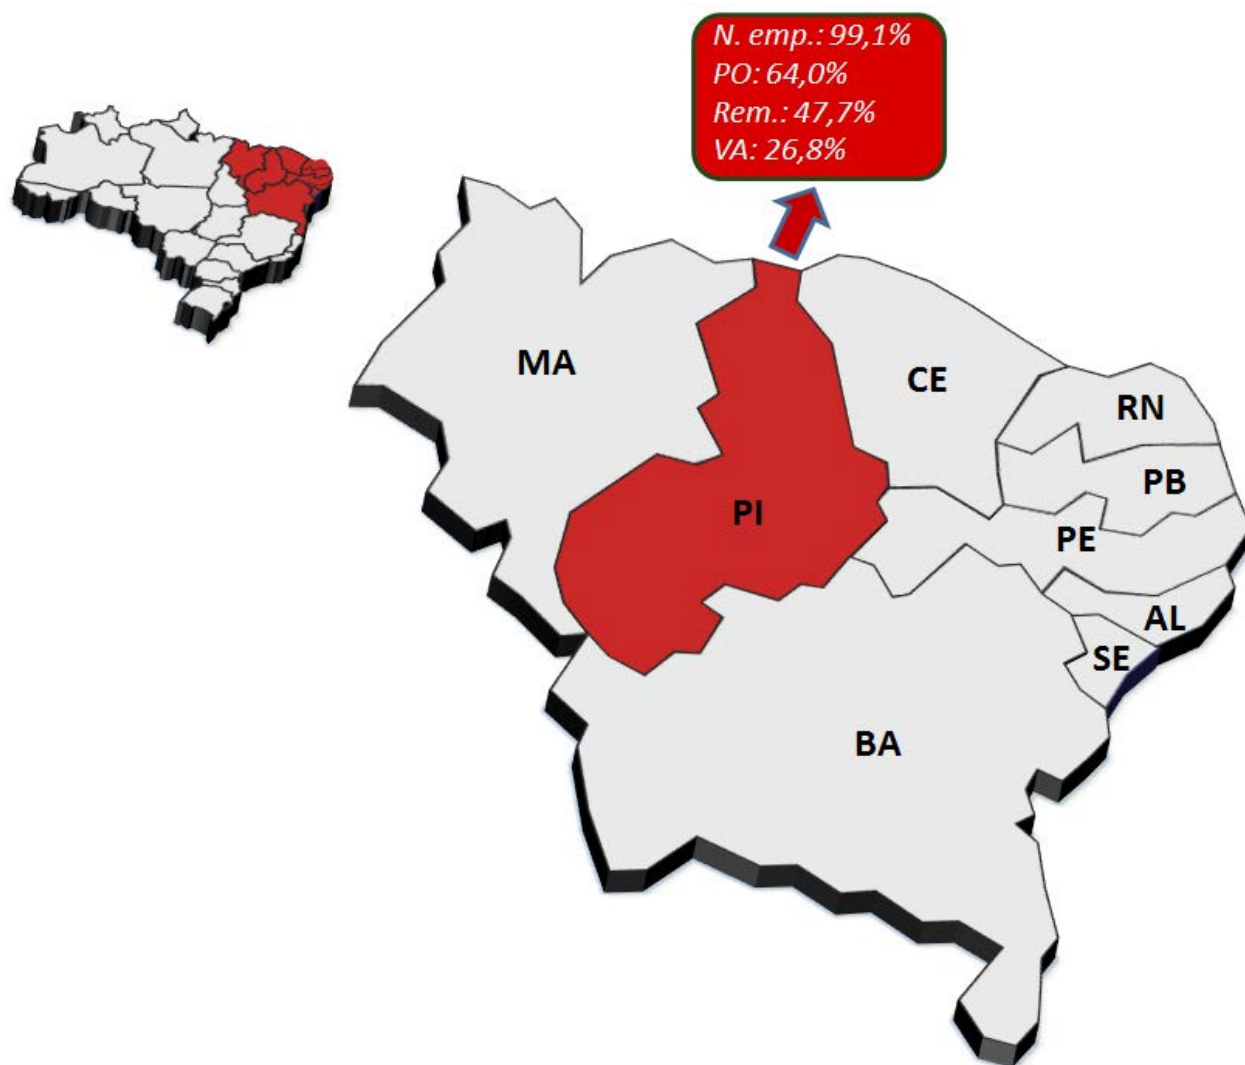 N. emp.: 99,1%
PO: 64,0%
Rem.: 47,7%
VA: 26,8%
MA
CE
RN
PB
PI
PE
AL
SE
BA